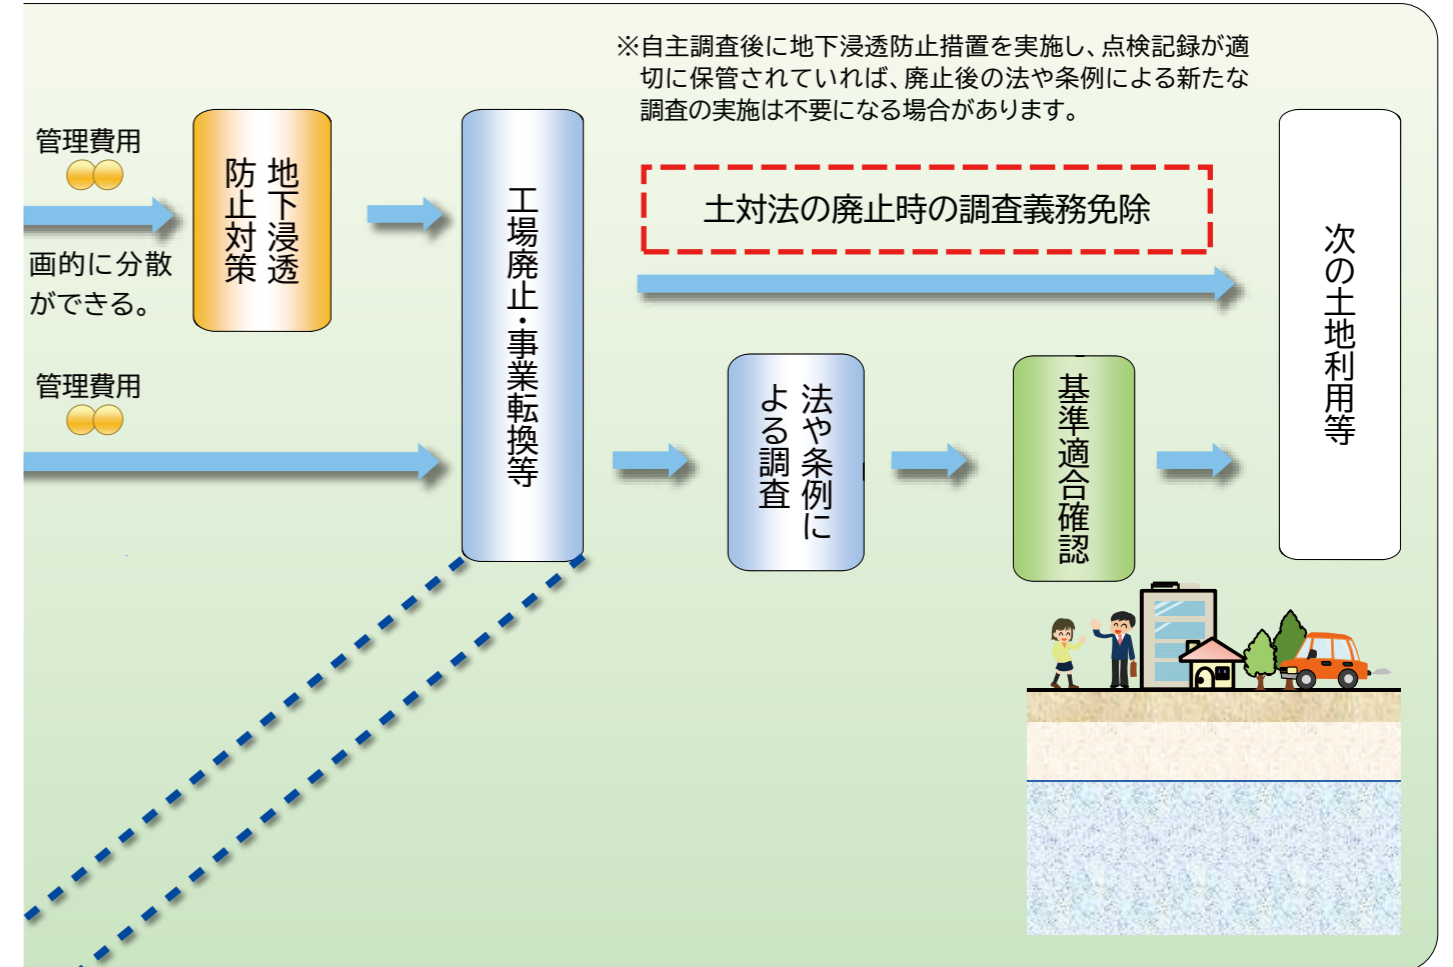 ※自主調査後に地下浸透防止措置を実施し、点検記録が適
切に保管されていれば、廃止後の法や条例による新たな
調査の実施は不要になる場合があります。
管理費用
画的に分散
ができる。
地下浸透
防止対策
工場廃止・事業転換等
土対法の廃止時の調査義務免除
次の土地利用等
管理費用
法や条例に
よる調査
基準適合確認